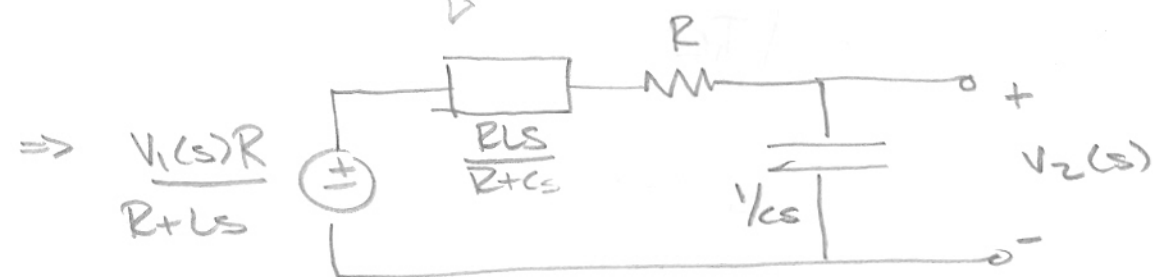 R
+
⇒ V₁(s)R
R+Ls
±
RLS
R+Cs
1/cs
V₂(s)
-